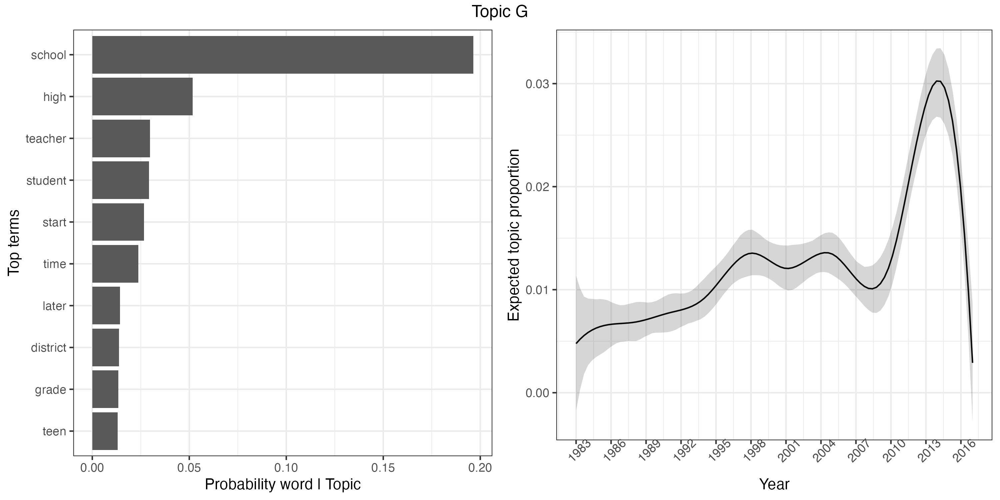 Topic G
Top terms
school
high
teacher
student
start
time
later
district
grade
teen
0.00 0.05 0.10 0.15 0.20
Probability word | Topic
Expected topic proportion
0.03
0.02
0.01
0.00
1983 1986 1989 1992 1995 1998 2001 2004 2007 2010 2013 2016
Year